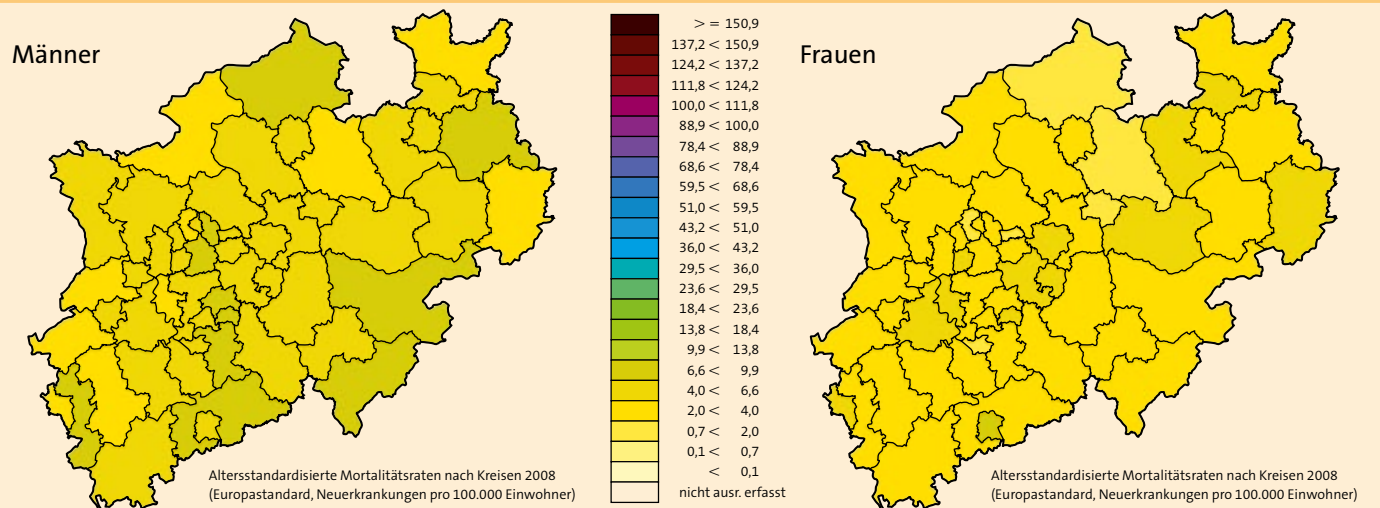 Männer
> = 150,9
137,2 < 150,9
124,2 < 137,2
111,8 < 124,2
100,0 < 111,8
88,9 < 100,0
78,4 < 88,9
68,6 < 78,4
59,5 < 68,6
51,0 < 59,5
43,2 < 51,0
36,0 < 43,2
29,5 < 36,0
23,6 < 29,5
18,4 < 23,6
13,8 < 18,4
9,9 < 13,8
6,6 < 9,9
4,0 < 6,6
2,0 < 4,0
0,7 < 2,0
0,1 < 0,7
< 0,1
nicht ausr. erfasst
Altersstandardisierte Mortalitätsraten nach Kreisen 2008
(Europastandard, Neuerkrankungen pro 100.000 Einwohner)
Frauen
Altersstandardisierte Mortalitätsraten nach Kreisen 2008
(Europastandard, Neuerkrankungen pro 100.000 Einwohner)